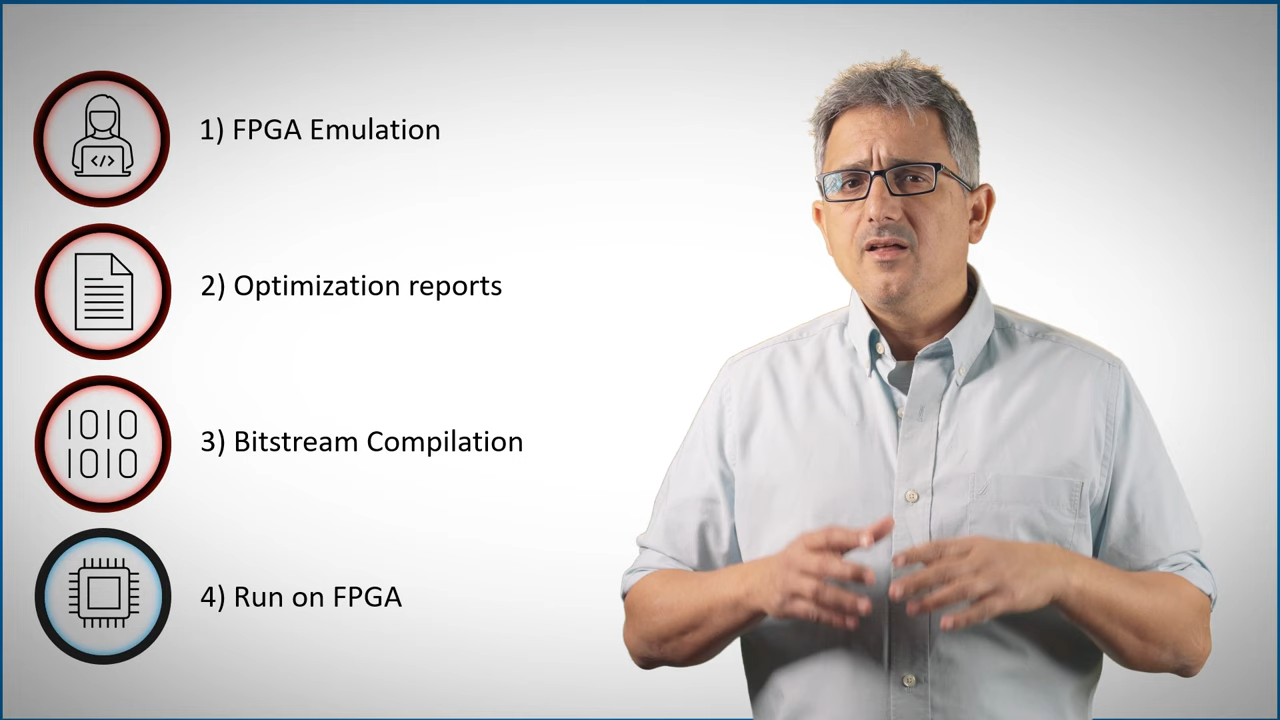 </>
1) FPGA Emulation
2) Optimization reports
1010
1010
3) Bitstream Compilation
4) Run on FPGA